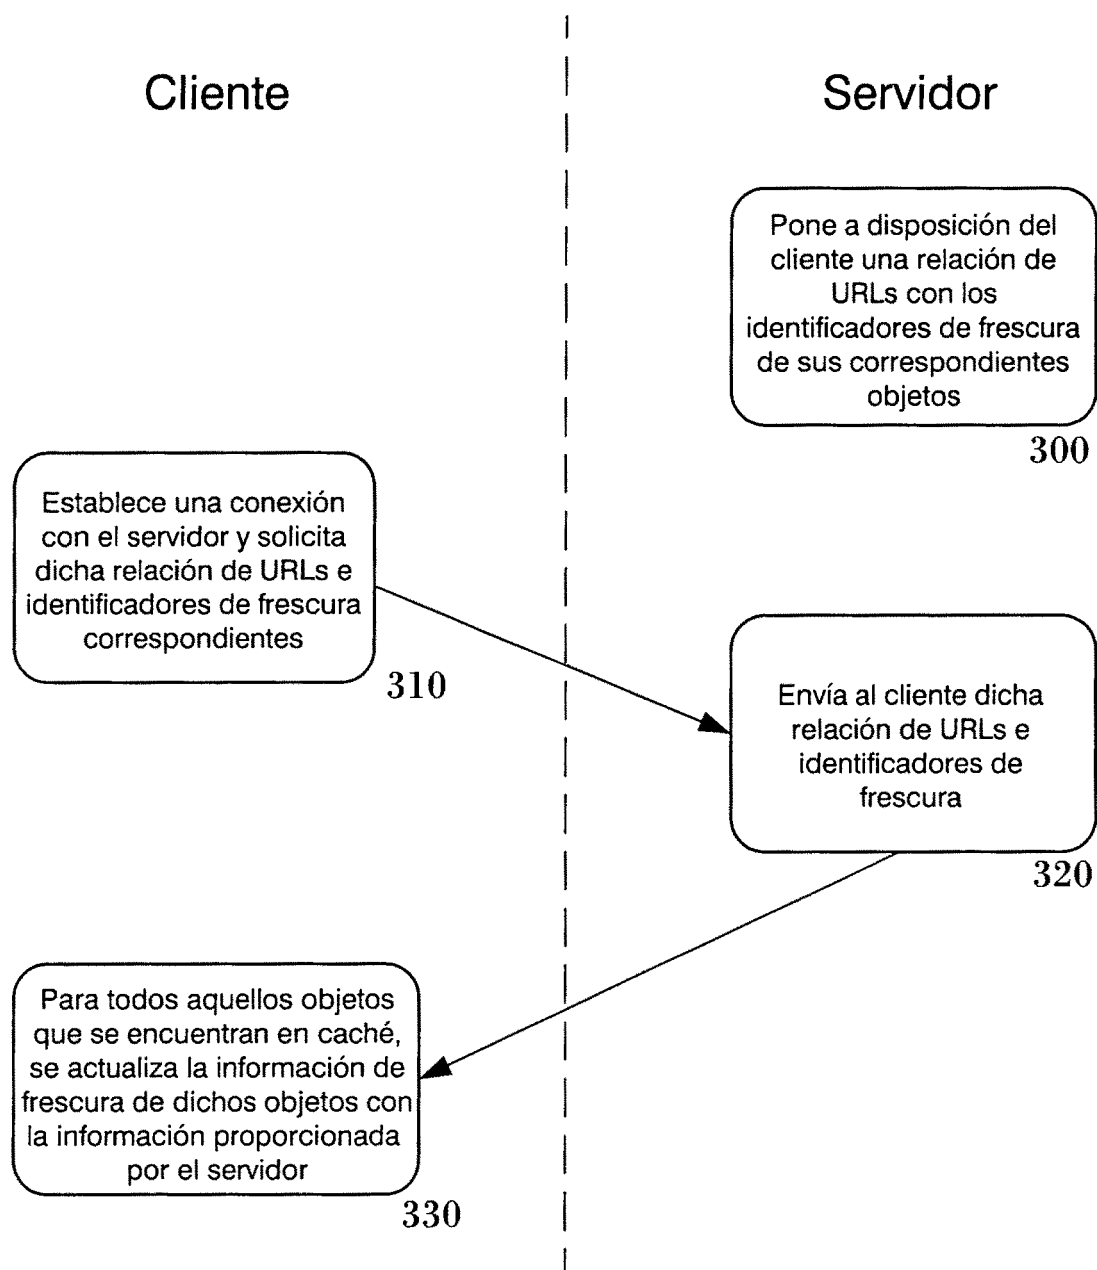 Cliente
Servidor
Pone a disposición del
cliente una relación de
URLs con los
identificadores de frescura
de sus correspondientes
objetos
300
Establece una conexión
con el servidor y solicita
dicha relación de URLs e
identificadores de frescura
correspondientes
310
Envía al cliente dicha
relación de URLs e
identificadores de
frescura
320
Para todos aquellos objetos
que se encuentran en caché,
se actualiza la información de
frescura de dichos objetos con
la información proporcionada
por el servidor
330